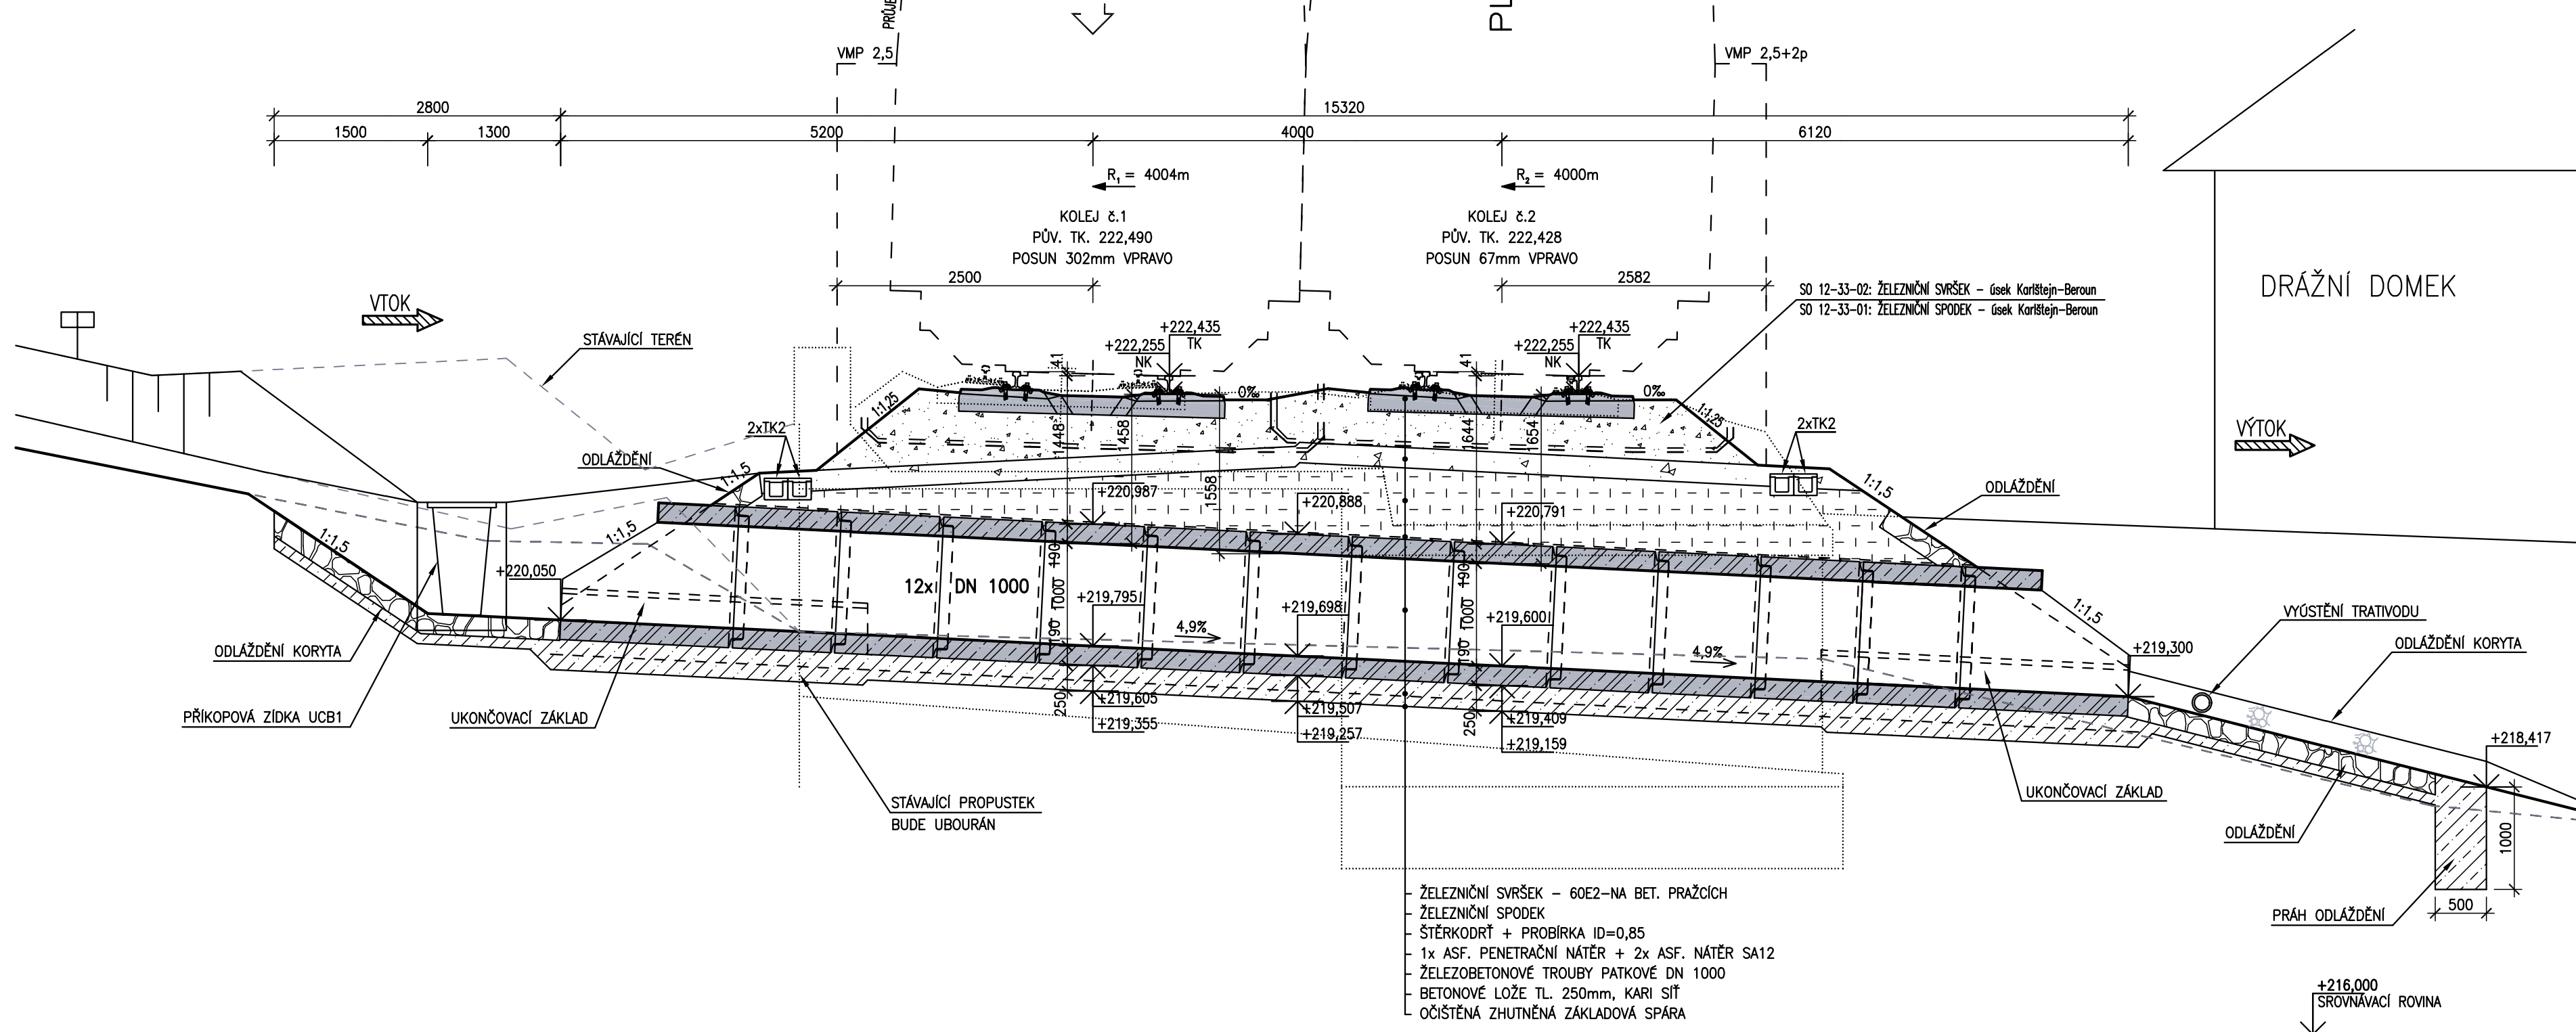 PRŮJE
PL
VMP 2,5
VMP 2,5+2p
2800
15320
1500
1300
5200
4000
6120
R1 = 4004m
R2 = 4000m
KOLEJ č.1
PŮV. TK. 222,490
POSUN 302mm VPRAVO
KOLEJ č.2
PŮV. TK. 222,428
POSUN 67mm VPRAVO
2500
2582
SO 12-33-02: ŽELEZNIČNÍ SVRŠEK - úsek Karlštejn-Beroun
SO 12-33-01: ŽELEZNIČNÍ SPODEK - úsek Karlštejn-Beroun
DRÁŽNÍ DOMEK
VTOK
STÁVAJÍCÍ TERÉN
+222,435
TK
+222,255
NK
41
+222,435
TK
+222,255
NK
41
0‰
0‰
1:1,25
1:1,25
2xTK2
2xTK2
VÝTOK
1448
1458
1644
1654
1558
ODLÁŽDĚNÍ
1:1,5
1:1,5
ODLÁŽDĚNÍ
+220,987
+220,888
+220,791
1:1,5
1:1,5
+220,050
12x DN 1000
190
1000
190
250
190
1000
190
250
+219,795
+219,698
+219,600
4,9%
4,9%
1:1,5
+219,300
VYÚSTĚNÍ TRATIVODU
ODLÁŽDĚNÍ KORYTA
ODLÁŽDĚNÍ KORYTA
PŘÍKOPOVÁ ZÍDKA UCB1
UKONČOVACÍ ZÁKLAD
+219,605
+219,355
+219,507
+219,257
+219,409
+219,159
+218,417
UKONČOVACÍ ZÁKLAD
STÁVAJÍCÍ PROPUSTEK
BUDE UBOURÁN
ODLÁŽDĚNÍ
1000
500
PRÁH ODLÁŽDĚNÍ
ŽELEZNIČNÍ SVRŠEK - 60E2-NA BET. PRAŽCÍCH
ŽELEZNIČNÍ SPODEK
ŠTĚRKODRŤ + PROBÍRKA ID=0,85
1x ASF. PENETRAČNÍ NÁTĚR + 2x ASF. NÁTĚR SA12
ŽELEZOBETONOVÉ TROUBY PATKOVÉ DN 1000
BETONOVÉ LOŽE TL. 250mm, KARI SÍŤ
OČIŠTĚNÁ ZHUTNĚNÁ ZÁKLADOVÁ SPÁRA
+216,000
SROVNÁVACÍ ROVINA